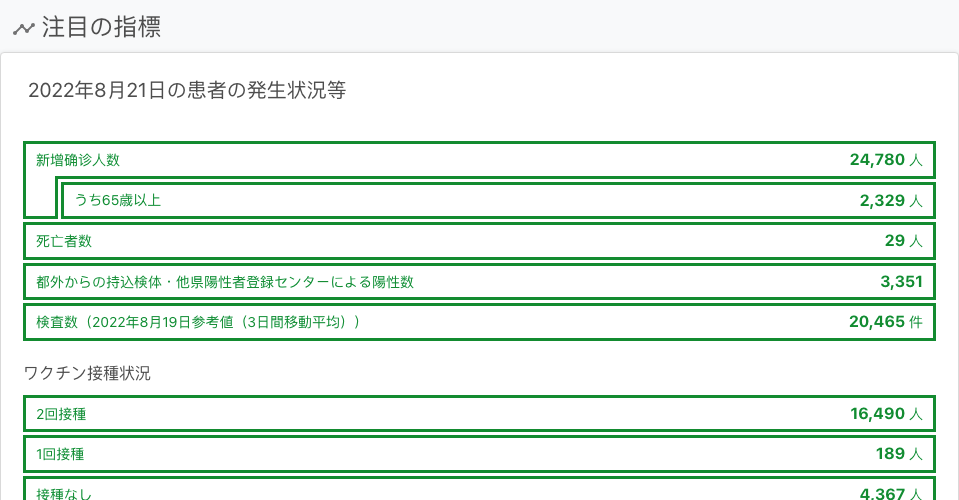 注目の指標
2022年8月21日の患者の発生状況等
新增确诊人数 24,780 人
うち65歳以上 2,329 人
死亡者数 29 人
都外からの持込検体・他県陽性者登録センターによる陽性数 3,351
検査数（2022年8月19日参考値（3日間移動平均）） 20,465 件
ワクチン接種状況
2回接種 16,490 人
1回接種 189 人
接種なし 4,367 人